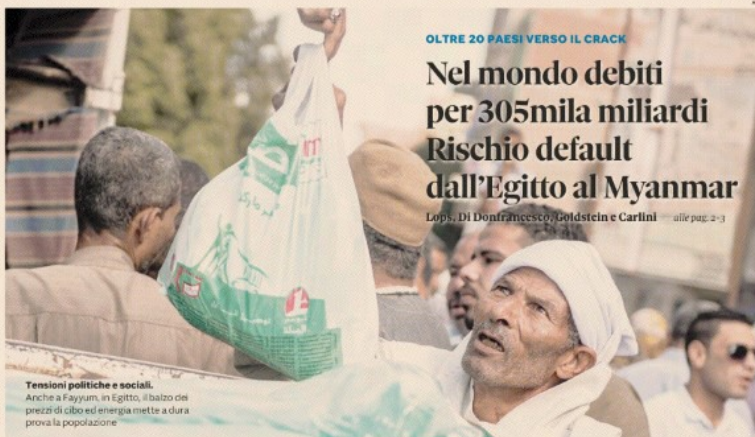 OLTRE 20 PAESI VERSO IL CRACK
Nel mondo debiti
per 305mila miliardi
Rischio default
dall'Egitto al Myanmar
Lops, Di Donfrancesco, Goldstein e Carlini — alle pag. 2-3
Tensioni politiche e sociali.
Anche a Fayyum, in Egitto, il balzo dei
prezzi di cibo ed energia mette a dura
prova la popolazione